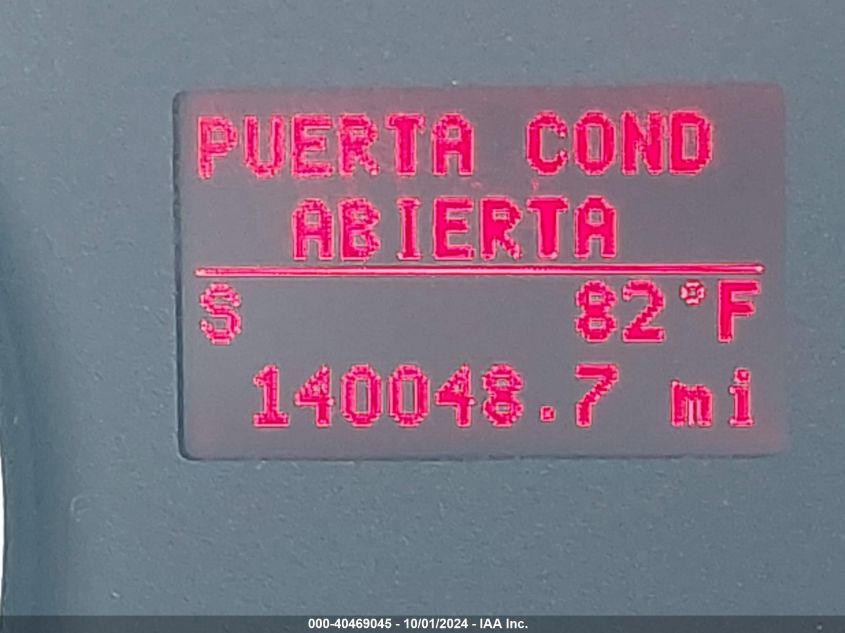 PUERTA COND
ABIERTA
S 82°F
140048.7 mi
000-40469045 - 10/01/2024 - IAA Inc.